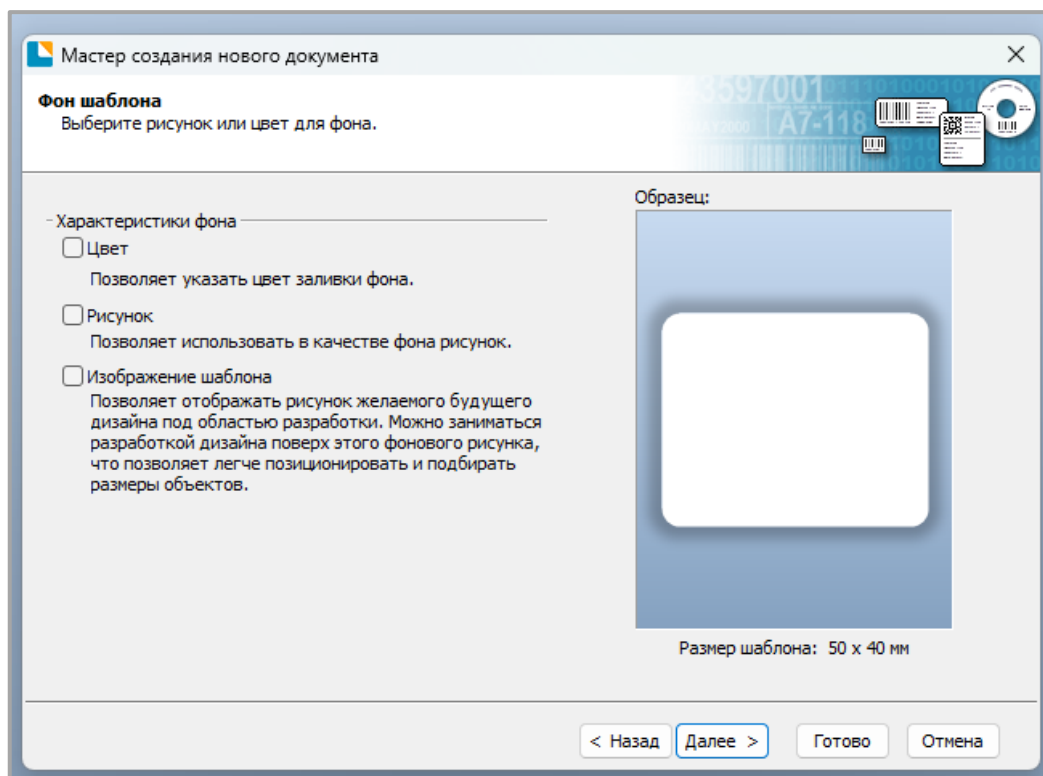 Мастер создания нового документа
Фон шаблона
Выберите рисунок или цвет для фона.
3597001
A7-118
Характеристики фона
Цвет
Позволяет указать цвет заливки фона.
Рисунок
Позволяет использовать в качестве фона рисунок.
Изображение шаблона
Позволяет отображать рисунок желаемого будущего
дизайна под областью разработки. Можно заниматься
разработкой дизайна поверх этого фонового рисунка,
что позволяет легче позиционировать и подбирать
размеры объектов.
Образец:
Размер шаблона: 50 x 40 мм
< Назад
Далее >
Готово
Отмена